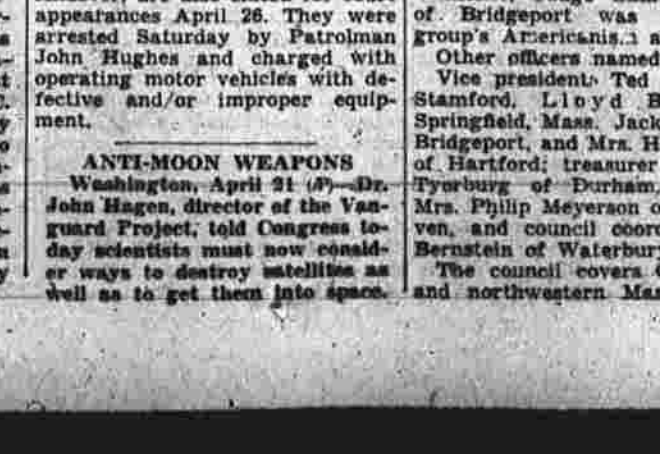 appearances April 26. They were
arrested Saturday by Patrolman
John Hughes and charged with
operating motor vehicles with de-
fective and/or improper equip-
ment.
ANTI-MOON WEAPONS
Washington, April 21 (AP)—Dr.
John Hagen, director of the Van-
guard Project, told Congress to-
day scientists must now consid-
er ways to destroy satellites as
well as to get them into space.
of Bridgeport was
group's Americanis
Other officers named
Vice president: Ted
Stamford, Lloyd B
Springfield, Mass. Jack
Bridgeport, and Mrs. H
of Hartford; treasurer
Tyorburg of Durham,
Mrs. Philip Meyerson o
ven, and council coord
Bernstein of Waterbury
The council covers
and northwestern Mas